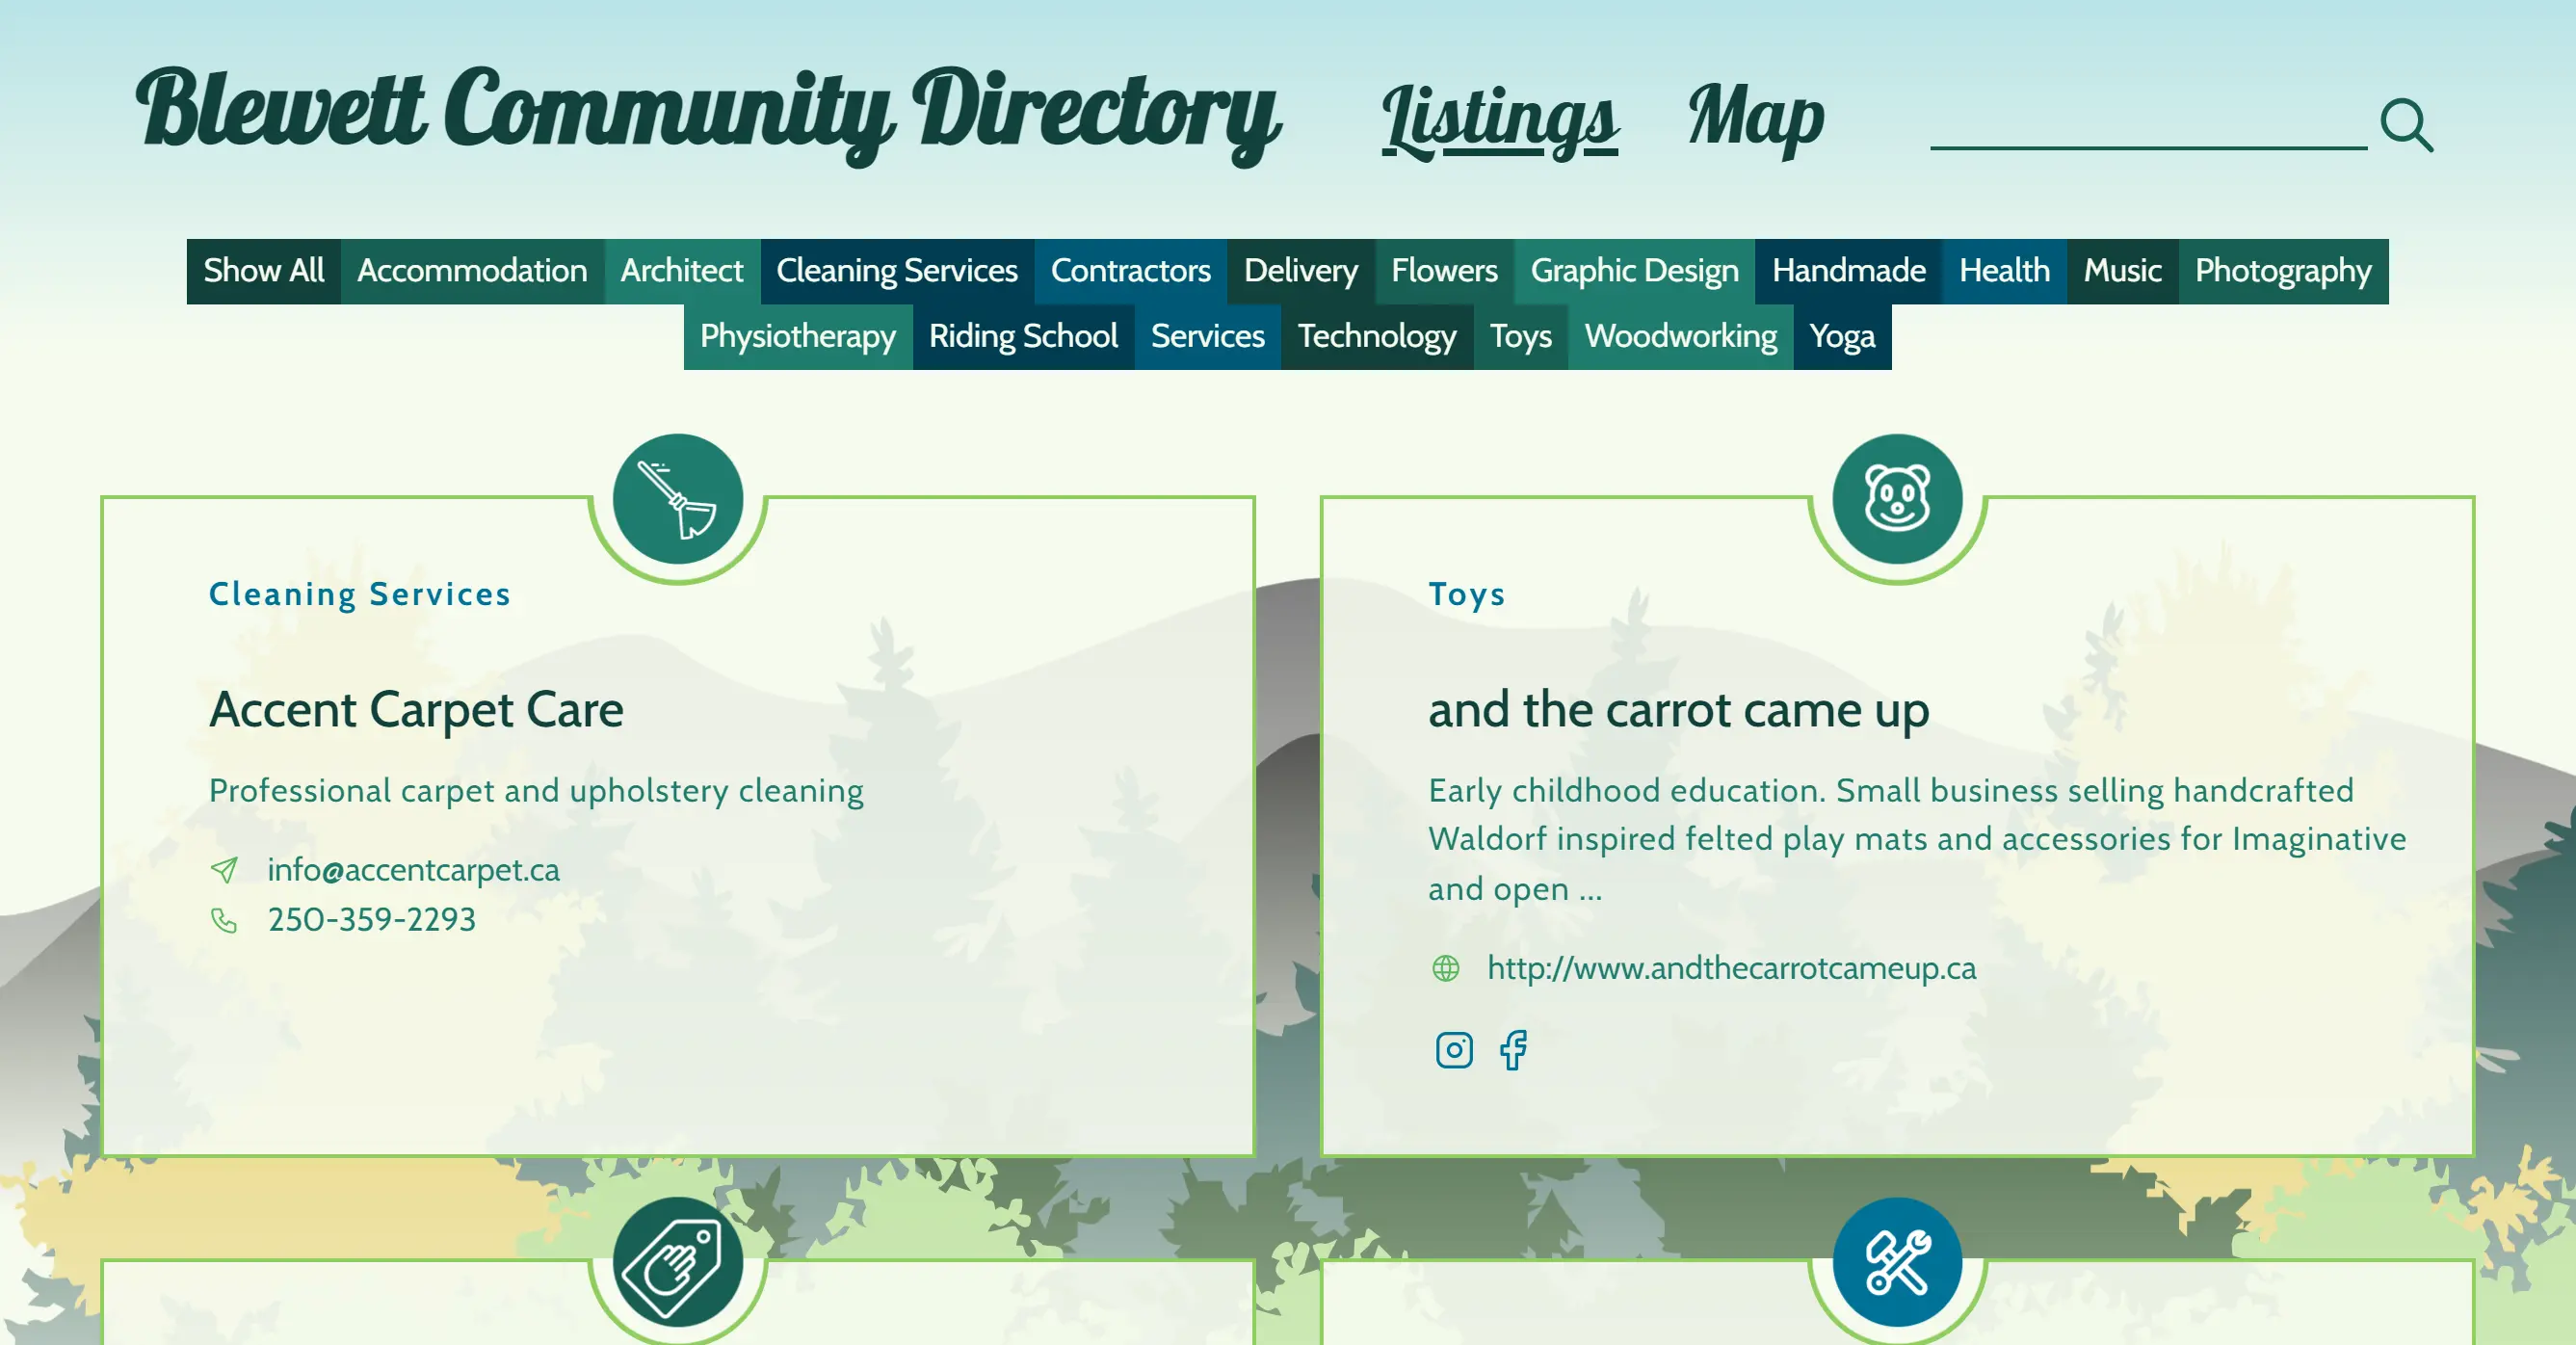 Blewett Community Directory Listings Map
Show All Accommodation Architect Cleaning Services Contractors Delivery Flowers Graphic Design Handmade Health Music Photography
Physiotherapy Riding School Services Technology Toys Woodworking Yoga
Cleaning Services
Accent Carpet Care
Professional carpet and upholstery cleaning
info@accentcarpet.ca
250-359-2293
Toys
and the carrot came up
Early childhood education. Small business selling handcrafted
Waldorf inspired felted play mats and accessories for Imaginative
and open ...
http://www.andthecarrotcameup.ca